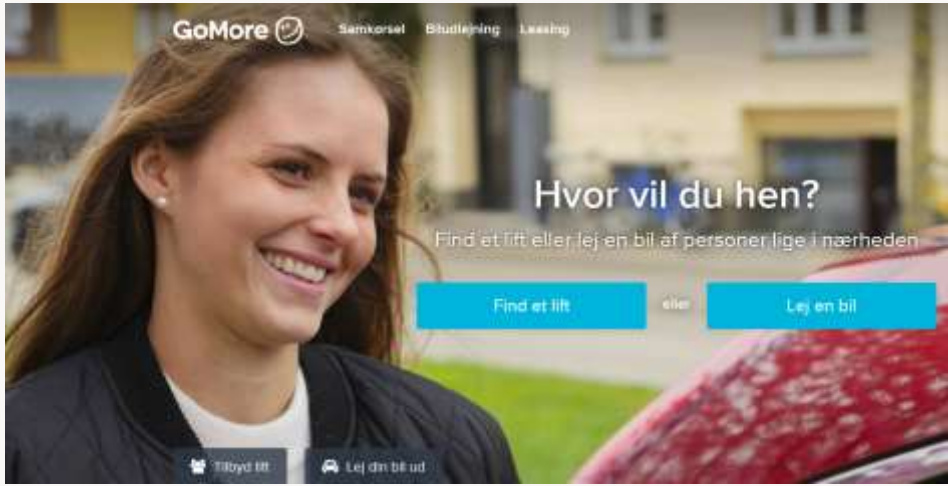 GoMore
Samkørsel Biludlejning Leasing
Hvor vil du hen?
Find et lift eller lej en bil af personer lige i nærheden
Find et lift eller Lej en bil
Tilbyd lift Lej din bil ud